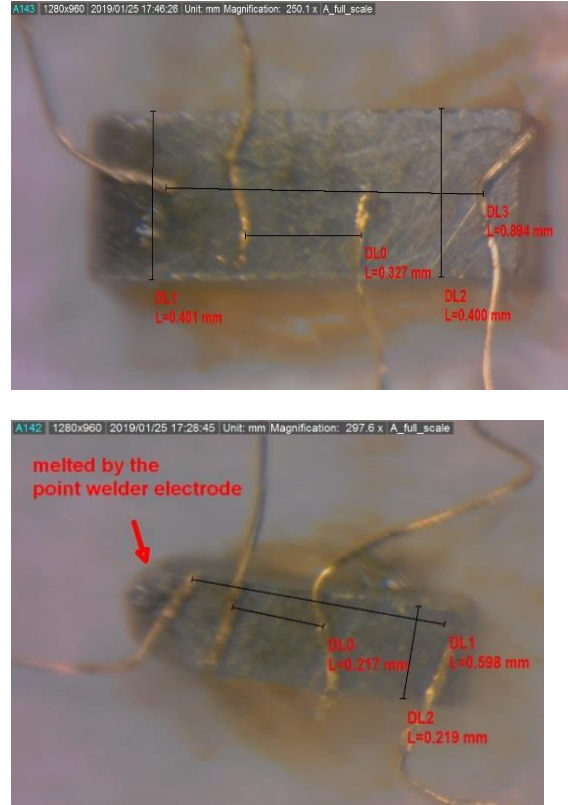 A143 1280x960 2019/01/25 17:46:26 Unit: mm Magnification: 250.1 x A_full_scale
DL3
L=0.894 mm
DL0
L=0.327 mm
DL1
L=0.401 mm
DL2
L=0.400 mm
A142 1280x960 2019/01/25 17:28:45 Unit: mm Magnification: 297.6 x A_full_scale
melted by the
point welder electrode
DL0
L=0.217 mm
DL1
L=0.598 mm
DL2
L=0.219 mm